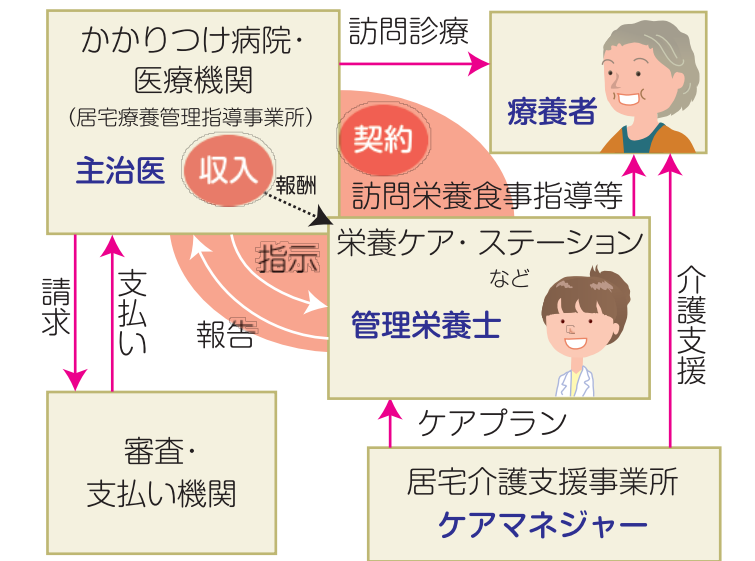 かかりつけ病院・
医療機関
（居宅療養管理指導事業所）
主治医
収入
報酬
訪問診療
療養者
契約
訪問栄養食事指導等
栄養ケア・ステーション
など
管理栄養士
指示
報告
請求
支払い
介護支援
審査・
支払い機関
ケアプラン
居宅介護支援事業所
ケアマネジャー